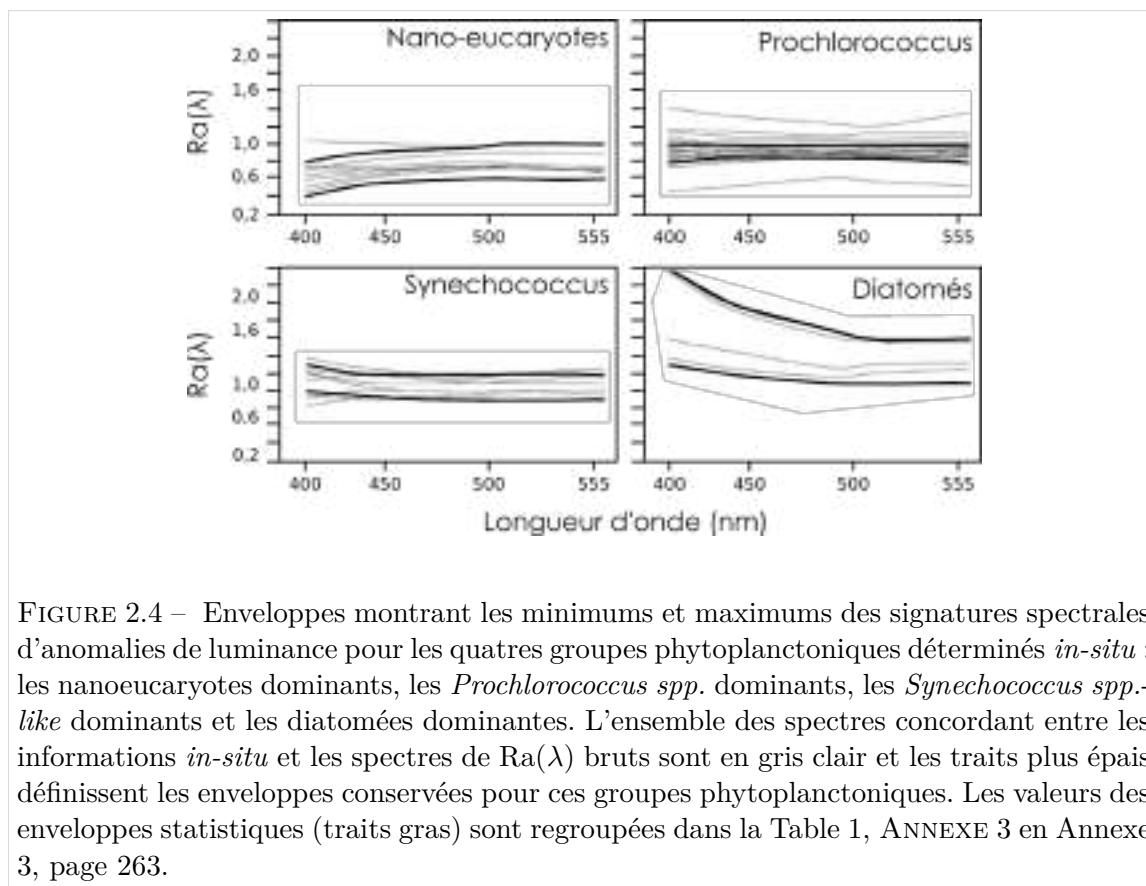 Nano-eucaryotes
Prochlorococcus
Ra(λ)
2.0
1.6
1.0
0.6
0.2
400 450 500 555
400 450 500 555
Synechococcus
Diatomés
Ra(λ)
2.0
1.6
1.0
0.6
0.2
400 450 500 555
400 450 500 555
Longueur d'onde (nm)
FIGURE 2.4 – Enveloppes montrant les minimums et maximums des signatures spectrales
d'anomalies de luminance pour les quatres groupes phytoplanctoniques déterminés in-situ :
les nanoeucaryotes dominants, les Prochlorococcus spp. dominants, les Synechococcus spp.-
like dominants et les diatomées dominantes. L'ensemble des spectres concordant entre les
informations in-situ et les spectres de Ra(λ) bruts sont en gris clair et les traits plus épais
définissent les enveloppes conservées pour ces groupes phytoplanctoniques. Les valeurs des
enveloppes statistiques (traits gras) sont regroupées dans la Table 1, ANNEXE 3 en Annexe
3, page 263.